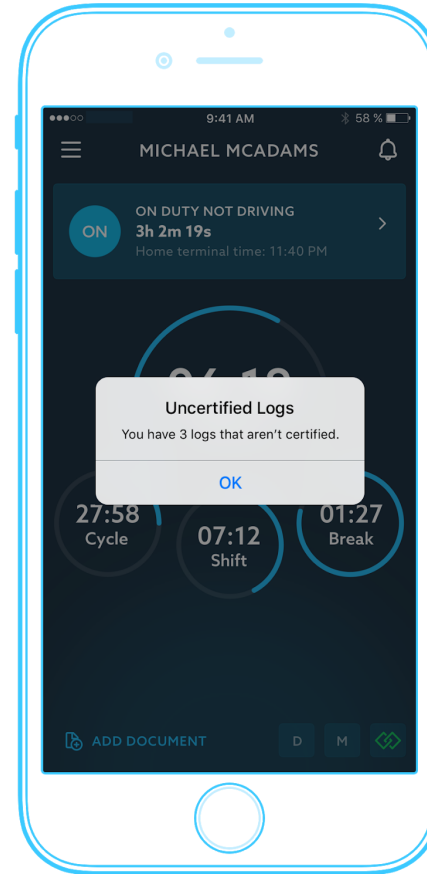 9:41 AM
58 %
MICHAEL MCADAMS
ON DUTY NOT DRIVING
ON
3h 2m 19s
Home terminal time: 11:40 PM
Uncertified Logs
You have 3 logs that aren't certified.
OK
27:58
Cycle
07:12
Shift
01:27
Break
ADD DOCUMENT
D
M